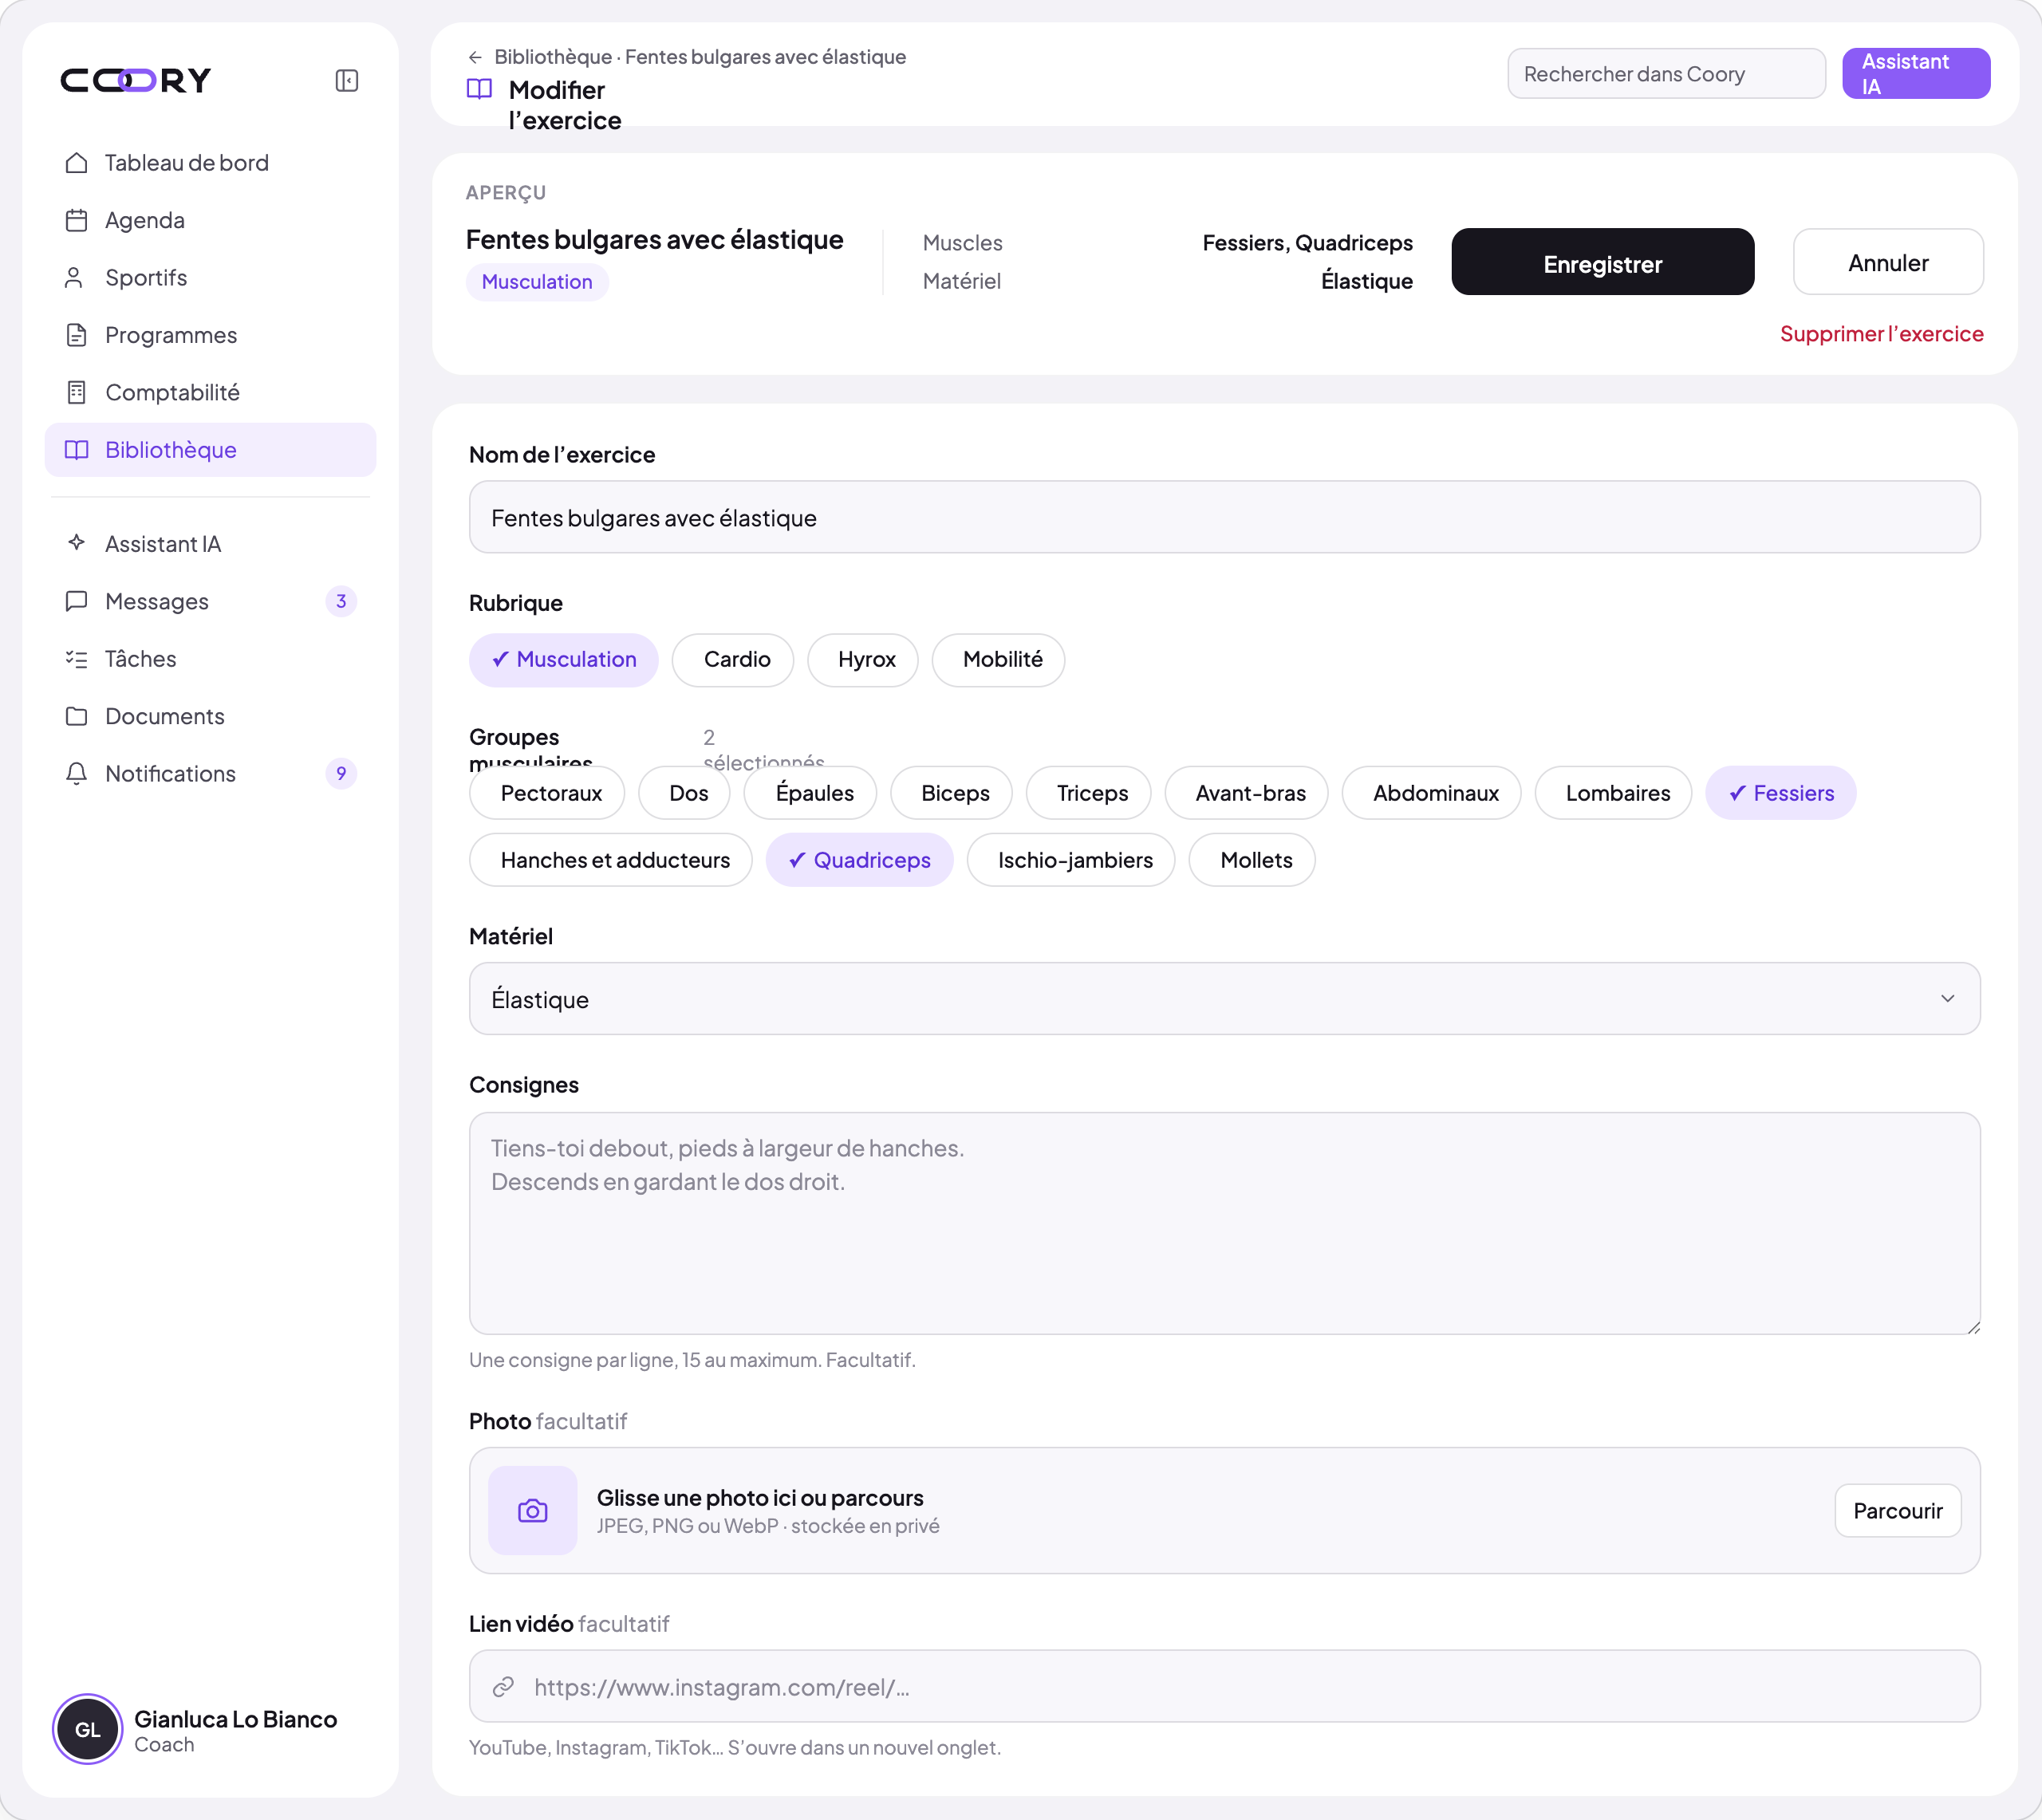 COORY
Tableau de bord
Agenda
Sportifs
Programmes
Comptabilité
Bibliothèque
Assistant IA
Messages 3
Tâches
Documents
Notifications 9
GL
Gianluca Lo Bianco
Coach
← Bibliothèque · Fentes bulgares avec élastique
Modifier
l’exercice
Rechercher dans Coory
Assistant
IA
APERÇU
Fentes bulgares avec élastique
Musculation
Muscles Fessiers, Quadriceps
Matériel Élastique
Enregistrer
Annuler
Supprimer l’exercice
Nom de l’exercice
Fentes bulgares avec élastique
Rubrique
✓ Musculation Cardio Hyrox Mobilité
Groupes 2
musculaires sélectionnés
Pectoraux Dos Épaules Biceps Triceps Avant-bras Abdominaux Lombaires ✓ Fessiers
Hanches et adducteurs ✓ Quadriceps Ischio-jambiers Mollets
Matériel
Élastique
Consignes
Tiens-toi debout, pieds à largeur de hanches.
Descends en gardant le dos droit.
Une consigne par ligne, 15 au maximum. Facultatif.
Photo facultatif
Glisse une photo ici ou parcours
JPEG, PNG ou WebP · stockée en privé
Parcourir
Lien vidéo facultatif
https://www.instagram.com/reel/…
YouTube, Instagram, TikTok… S’ouvre dans un nouvel onglet.